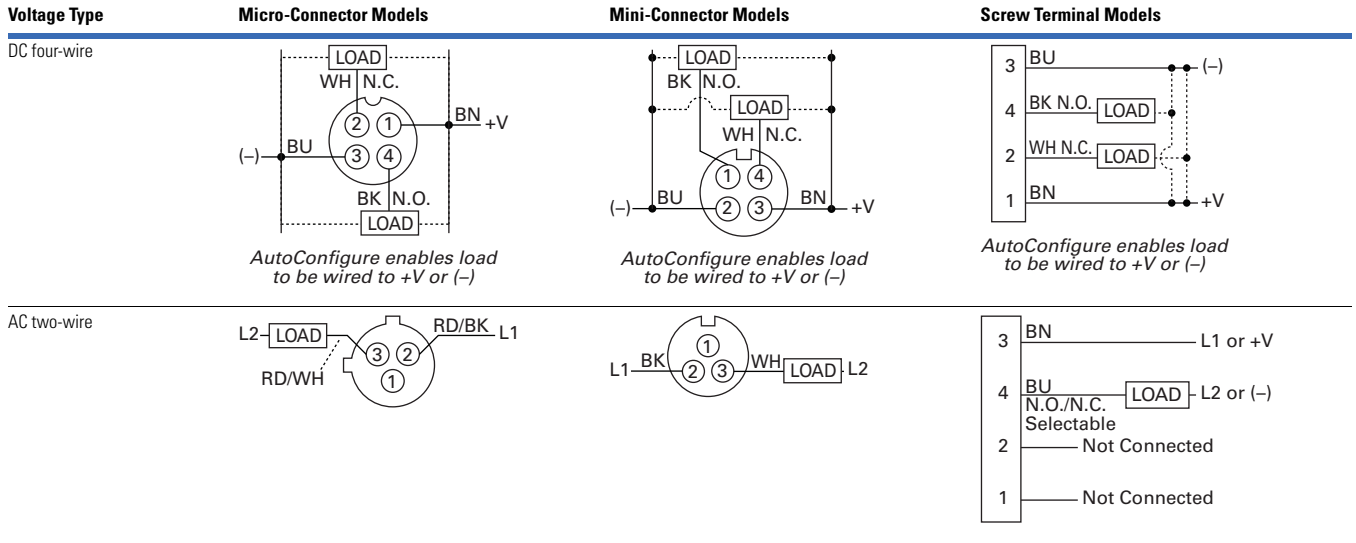 Voltage Type
Micro-Connector Models
Mini-Connector Models
Screw Terminal Models
DC four-wire
LOAD
WH N.C.
2 1
BN +V
(–) BU
3 4
BK N.O.
LOAD
AutoConfigure enables load
to be wired to +V or (–)
LOAD
BK N.O.
LOAD
WH N.C.
1 4
(–) BU
2 3
BN +V
AutoConfigure enables load
to be wired to +V or (–)
3 BU (–)
4 BK N.O. LOAD
2 WH N.C. LOAD
1 BN +V
AutoConfigure enables load
to be wired to +V or (–)
AC two-wire
L2 LOAD
RD/BK L1
3 2
RD/WH
1
1
L1 BK
2 3
WH LOAD L2
3 BN L1 or +V
4 BU LOAD L2 or (–)
N.O./N.C.
Selectable
2 Not Connected
1 Not Connected